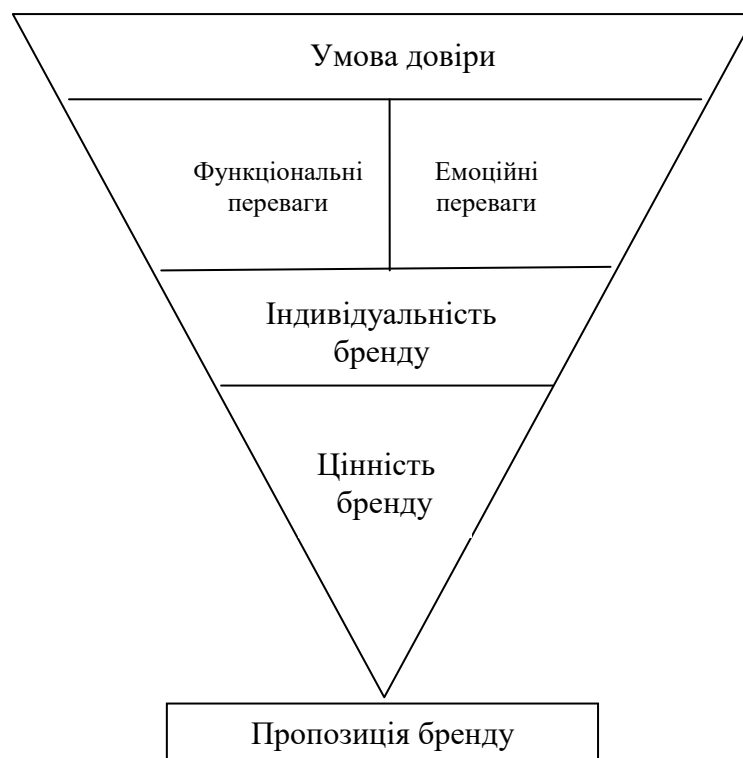 Умова довіри
Функціональні
переваги
Емоційні
переваги
Індивідуальність
бренду
Цінність
бренду
Пропозиція бренду